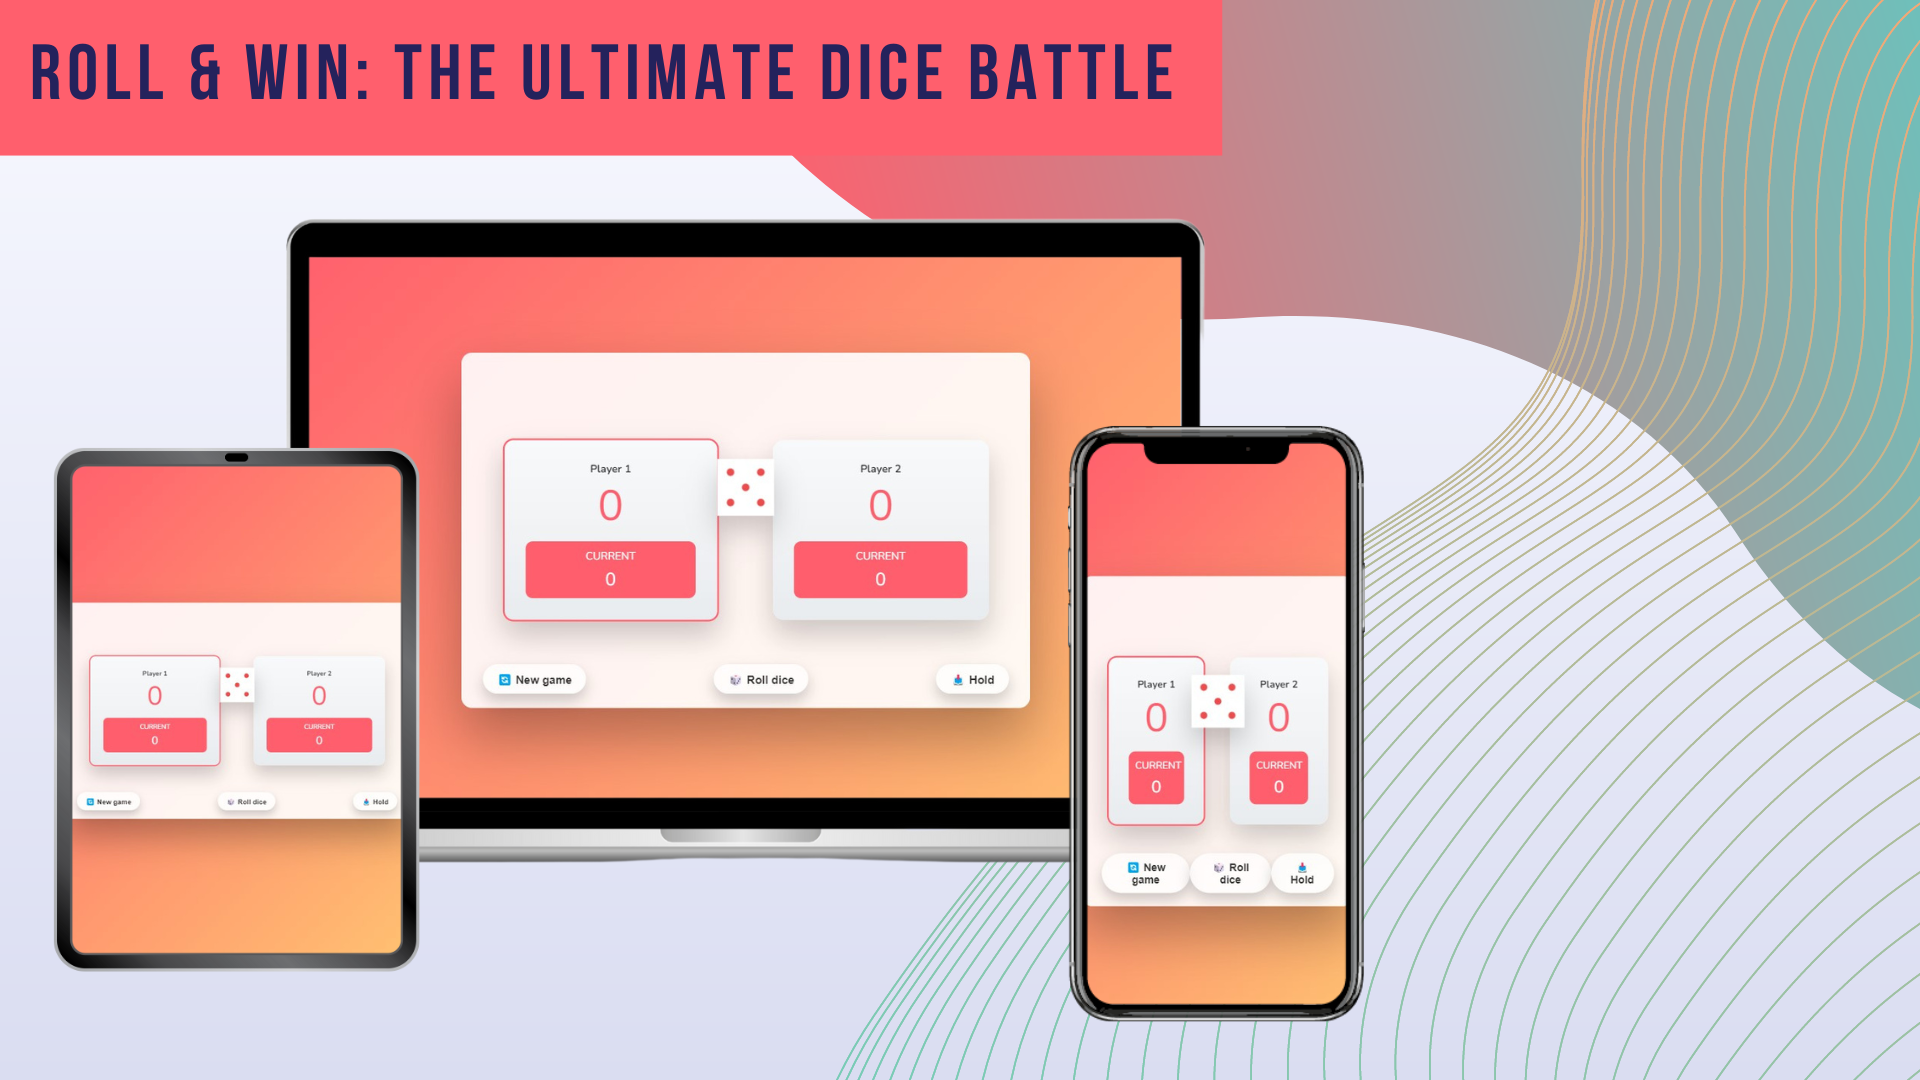 ROLL & WIN: THE ULTIMATE DICE BATTLE
Player 1
0
CURRENT
0
Player 2
0
CURRENT
0
New game
Roll dice
Hold
Player 1
0
CURRENT
0
Player 2
0
CURRENT
0
New game
Roll dice
Hold
Player 1
0
CURRENT
0
Player 2
0
CURRENT
0
New
game
Roll
dice
Hold